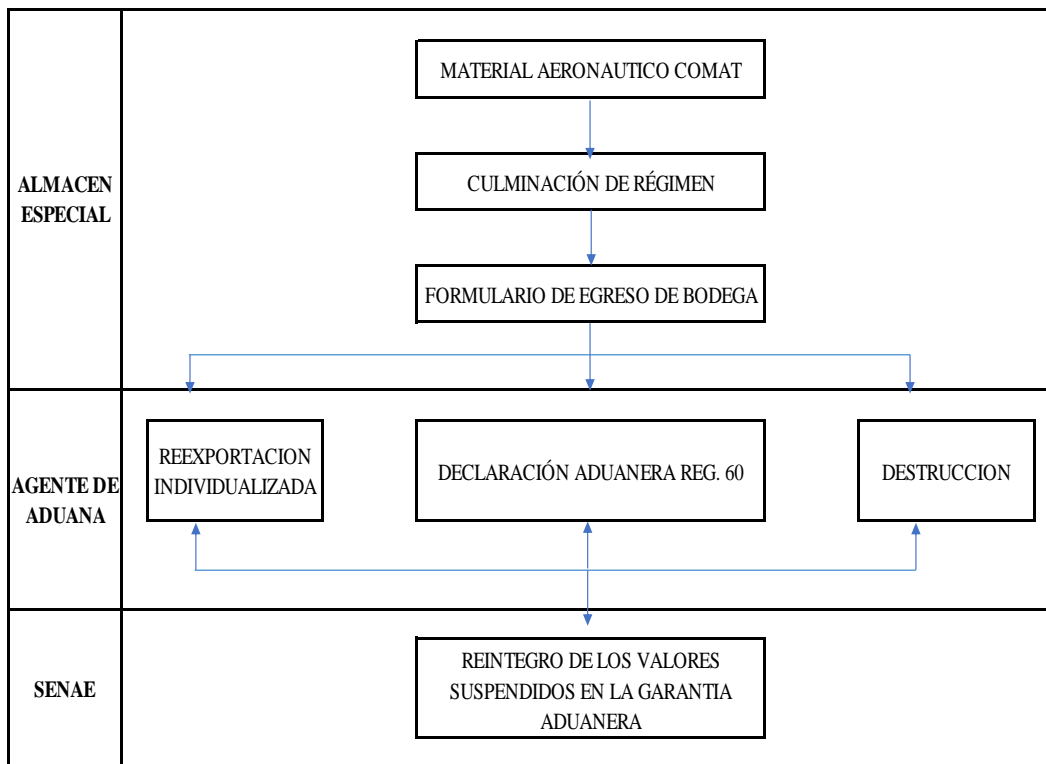 MATERIAL AERONAUTICO COMAT
CULMINACIÓN DE RÉGIMEN
ALMACEN
ESPECIAL
FORMULARIO DE EGRESO DE BODEGA
AGENTE DE
ADUANA
REEXPORTACION
INDIVIDUALIZADA
DECLARACIÓN ADUANERA REG. 60
DESTRUCCION
SENAE
REINTEGRO DE LOS VALORES
SUSPENDIDOS EN LA GARANTIA
ADUANERA